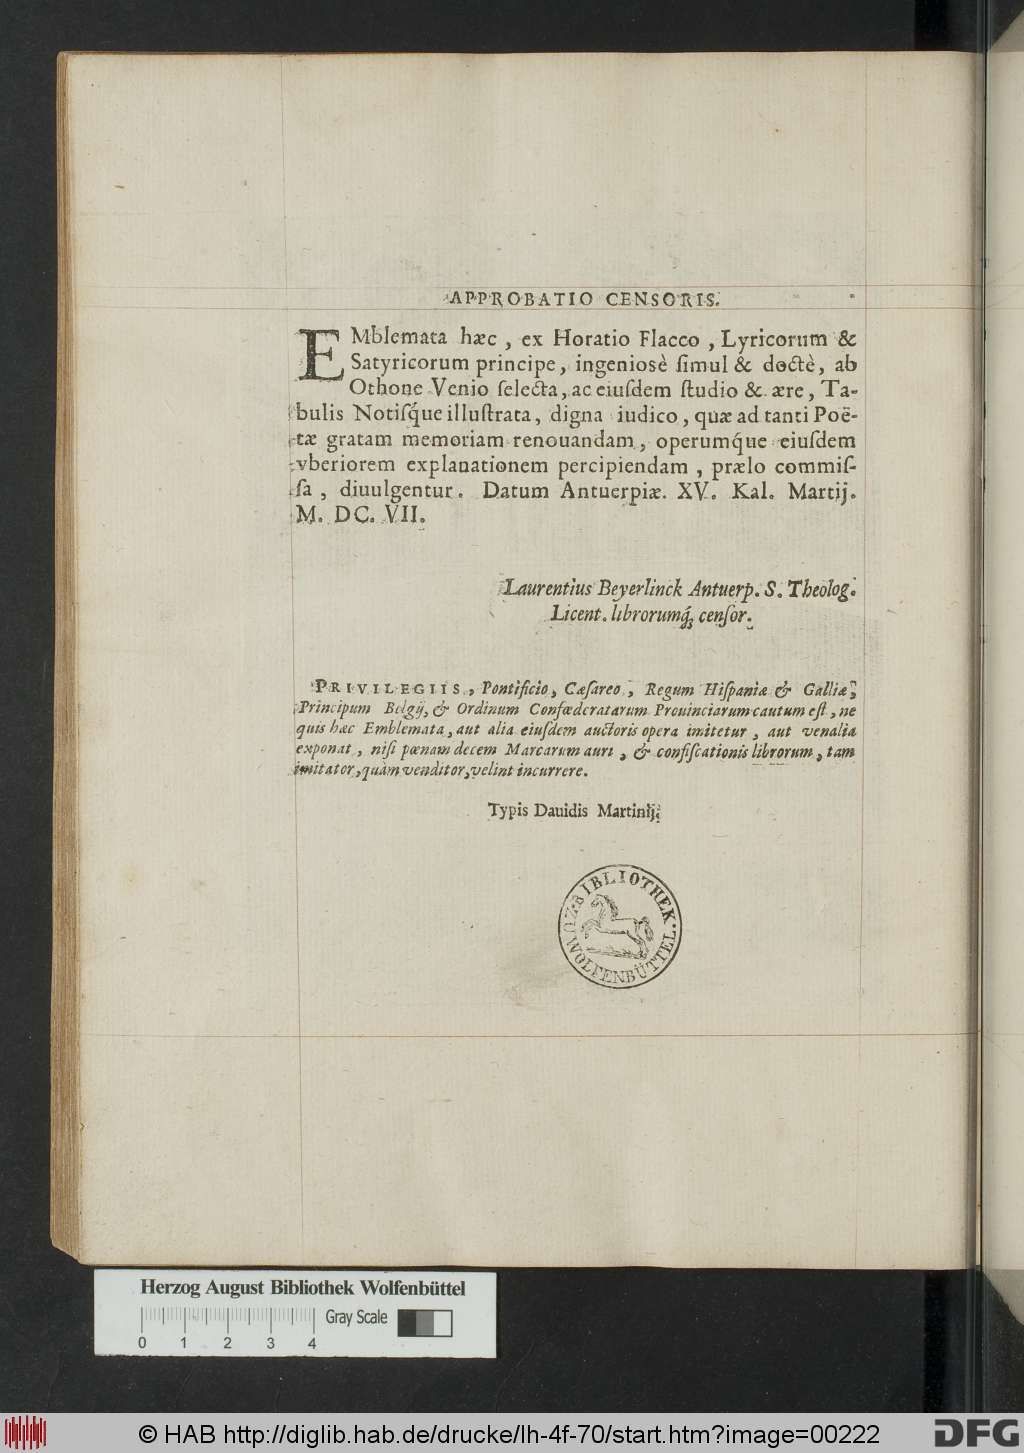 APPROBATIO CENSORIS.
EMblemata hæc, ex Horatio Flacco, Lyricorum &
Satyricorum principe, ingeniosè ſimul & doctè, ab
Othone Venio ſelecta, ac eiuſdem ſtudio & ære, Ta-
bulis Notiſq́ue illuſtrata, digna iudico, quæ ad tanti Poë-
tæ gratam memoriam renouandam, operumq́ue eiuſdem
vberiorem explanationem percipiendam, prælo commiſ-
ſa, diuulgentur. Datum Antuerpiæ. XV. Kal. Martij.
M. DC. VII.
Laurentius Beyerlinck Antuerp. S. Theolog.
Licent. librorumq́; cenſor.
PRIVILEGIIS, Pontificio, Cæſareo, Regum Hiſpaniæ & Galliæ,
Principum Belgij, & Ordinum Confœderatarum Prouinciarum cautum eſt, ne
quis hæc Emblemata, aut alia eiuſdem auctoris opera imitetur, aut venalia
exponat, niſi pœnam decem Marcarum auri, & confiſcationis librorum, tam
imitator, quàm venditor, velint incurrere.
Typis Dauidis Martinij.
BIBLIOTHEK·
WOLFENBÜTTEL
ZU·
Herzog August Bibliothek Wolfenbüttel
Gray Scale
0 1 2 3 4
© HAB http://diglib.hab.de/drucke/lh-4f-70/start.htm?image=00222
DFG